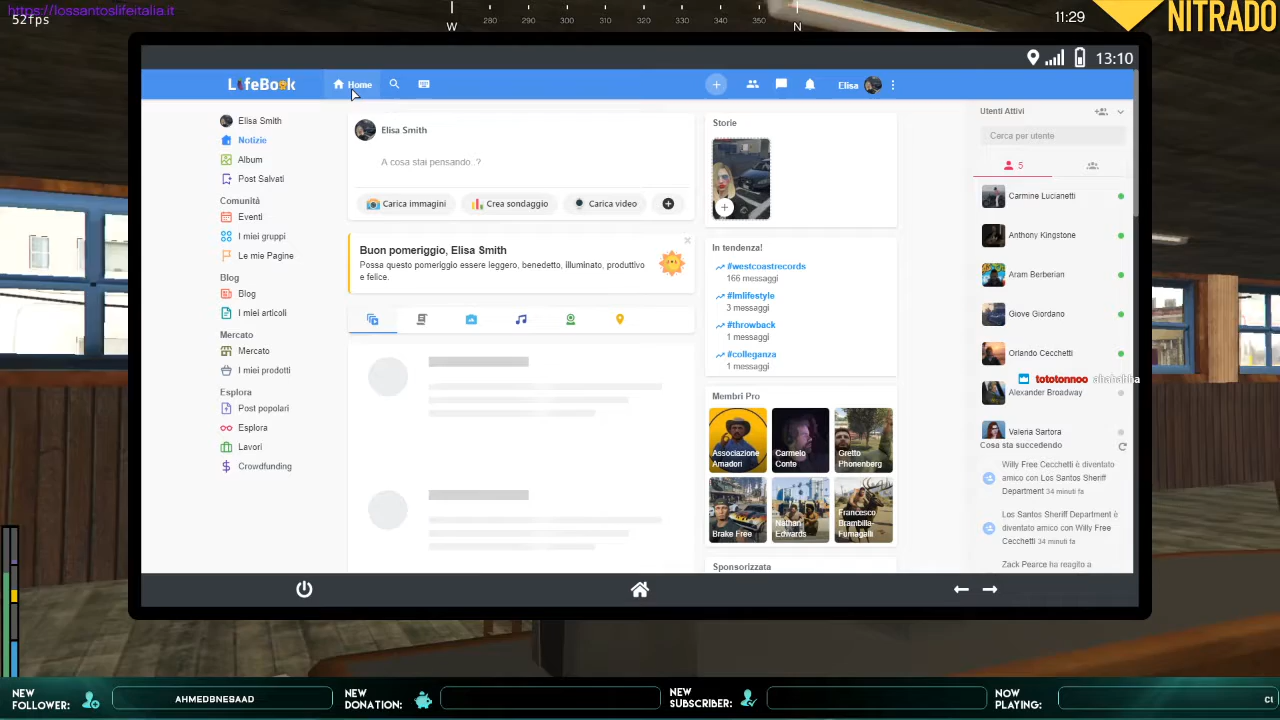 https://lossantoslifeitalia.it
52fps
W
280
290
300
310
320
330
340
350
N
11:29
NITRADO
13:10
LifeBook
Home
Elisa
Elisa Smith
Notizie
Album
Post Salvati
Comunità
Eventi
I miei gruppi
Le mie Pagine
Blog
Blog
I miei articoli
Mercato
Mercato
I miei prodotti
Esplora
Post popolari
Esplora
Lavori
Crowdfunding
Elisa Smith
A cosa stai pensando..?
Carica immagini
Crea sondaggio
Carica video
Buon pomeriggio, Elisa Smith
Possa questo pomeriggio essere leggero, benedetto, illuminato, produttivo
e felice.
Storie
In tendenza!
#westcoastrecords
166 messaggi
#lmlifestyle
3 messaggi
#throwback
1 messaggi
#colleganza
1 messaggi
Membri Pro
Associazione
Amadori
Carmelo
Conte
Gretto
Phonenberg
Brake Free
Nathan
Edwards
Francesco
Brambilla-
Fumagalli
Sponsorizzata
Utenti Attivi
Cerca per utente
5
Carmine Lucianetti
Anthony Kingstone
Aram Berberian
Giove Giordano
Orlando Cecchetti
tototonnoo ahahahha
Alexander Broadway
Valeria Sartora
Cosa sta succedendo
Willy Free Cecchetti è diventato
amico con Los Santos Sheriff
Department 34 minuti fa
Los Santos Sheriff Department è
diventato amico con Willy Free
Cecchetti 34 minuti fa
Zack Pearce ha reagito a
NEW
FOLLOWER:
AHMEDBNESAAD
NEW
DONATION:
NEW
SUBSCRIBER:
NOW
PLAYING: